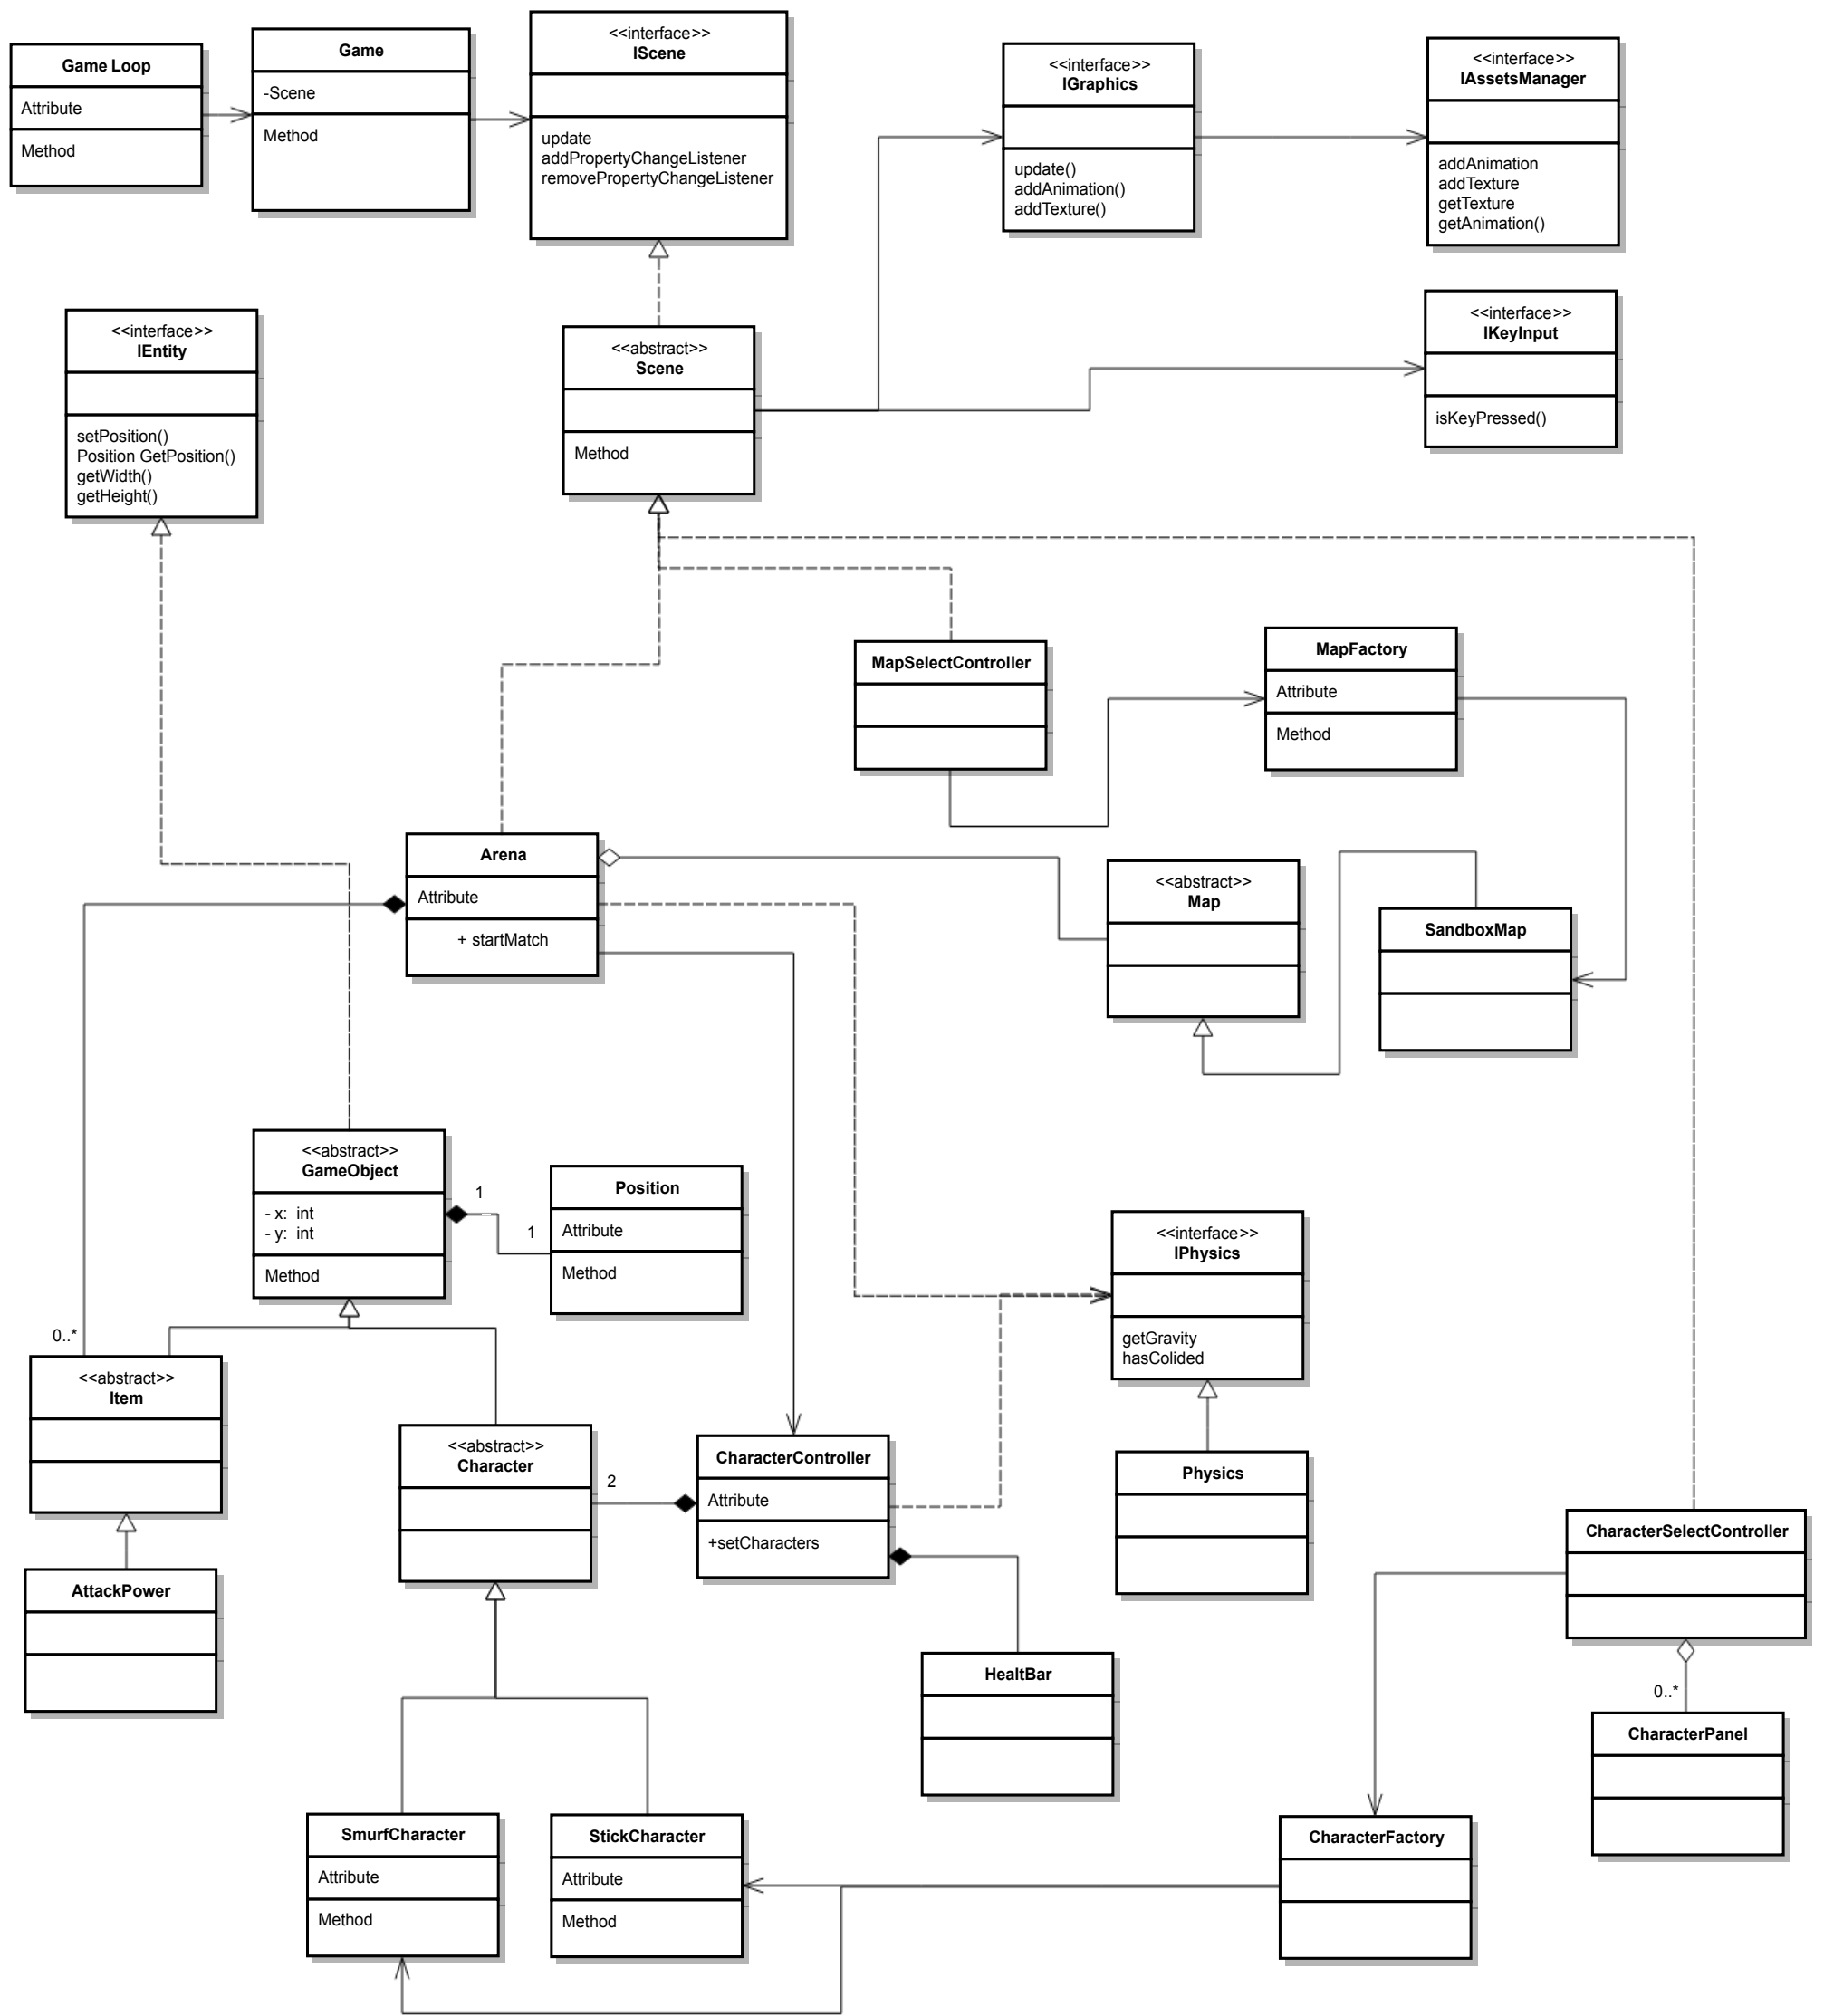 Game Loop
Attribute
Method
Game
-Scene
Method
<<interface>>
IScene
update
addPropertyChangeListener
removePropertyChangeListener
<<interface>>
IGraphics
update()
addAnimation()
addTexture()
<<interface>>
IAssetsManager
addAnimation
addTexture
getTexture
getAnimation()
<<interface>>
IEntity
setPosition()
Position GetPosition()
getWidth()
getHeight()
<<abstract>>
Scene
Method
<<interface>>
IKeyInput
isKeyPressed()
MapSelectController
MapFactory
Attribute
Method
Arena
Attribute
+ startMatch
<<abstract>>
Map
SandboxMap
<<abstract>>
GameObject
- x: int
- y: int
Method
1
1
Position
Attribute
Method
<<interface>>
IPhysics
getGravity
hasColided
0..*
<<abstract>>
Item
<<abstract>>
Character
2
CharacterController
Attribute
+setCharacters
Physics
CharacterSelectController
AttackPower
HealtBar
0..*
CharacterPanel
SmurfCharacter
Attribute
Method
StickCharacter
Attribute
Method
CharacterFactory